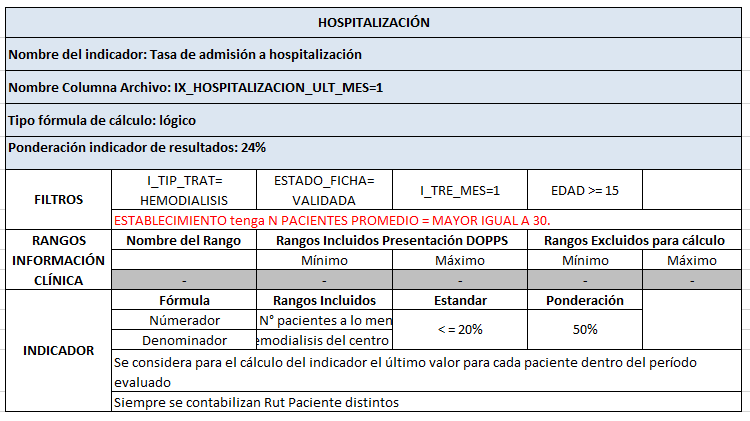 HOSPITALIZACIÓN
Nombre del indicador: Tasa de admisión a hospitalización
Nombre Columna Archivo: IX_HOSPITALIZACION_ULT_MES=1
Tipo fórmula de cálculo: lógico
Ponderación indicador de resultados: 24%
FILTROS
I_TIP_TRAT=
HEMODIALISIS
ESTADO_FICHA=
VALIDADA
I_TRE_MES=1
EDAD >= 15
ESTABLECIMIENTO tenga N PACIENTES PROMEDIO = MAYOR IGUAL A 30.
RANGOS
INFORMACIÓN
CLÍNICA
Nombre del Rango
Rangos Incluidos Presentación DOPPS
Rangos Excluidos para cálculo
Mínimo
Máximo
Mínimo
Máximo
-
-
-
-
-
INDICADOR
Fórmula
Rangos Incluidos
Estandar
Ponderación
Númerador
N° pacientes a lo men
< = 20%
50%
Denominador
emodialisis del centro
Se considera para el cálculo del indicador el último valor para cada paciente dentro del período
evaluado
Siempre se contabilizan Rut Paciente distintos